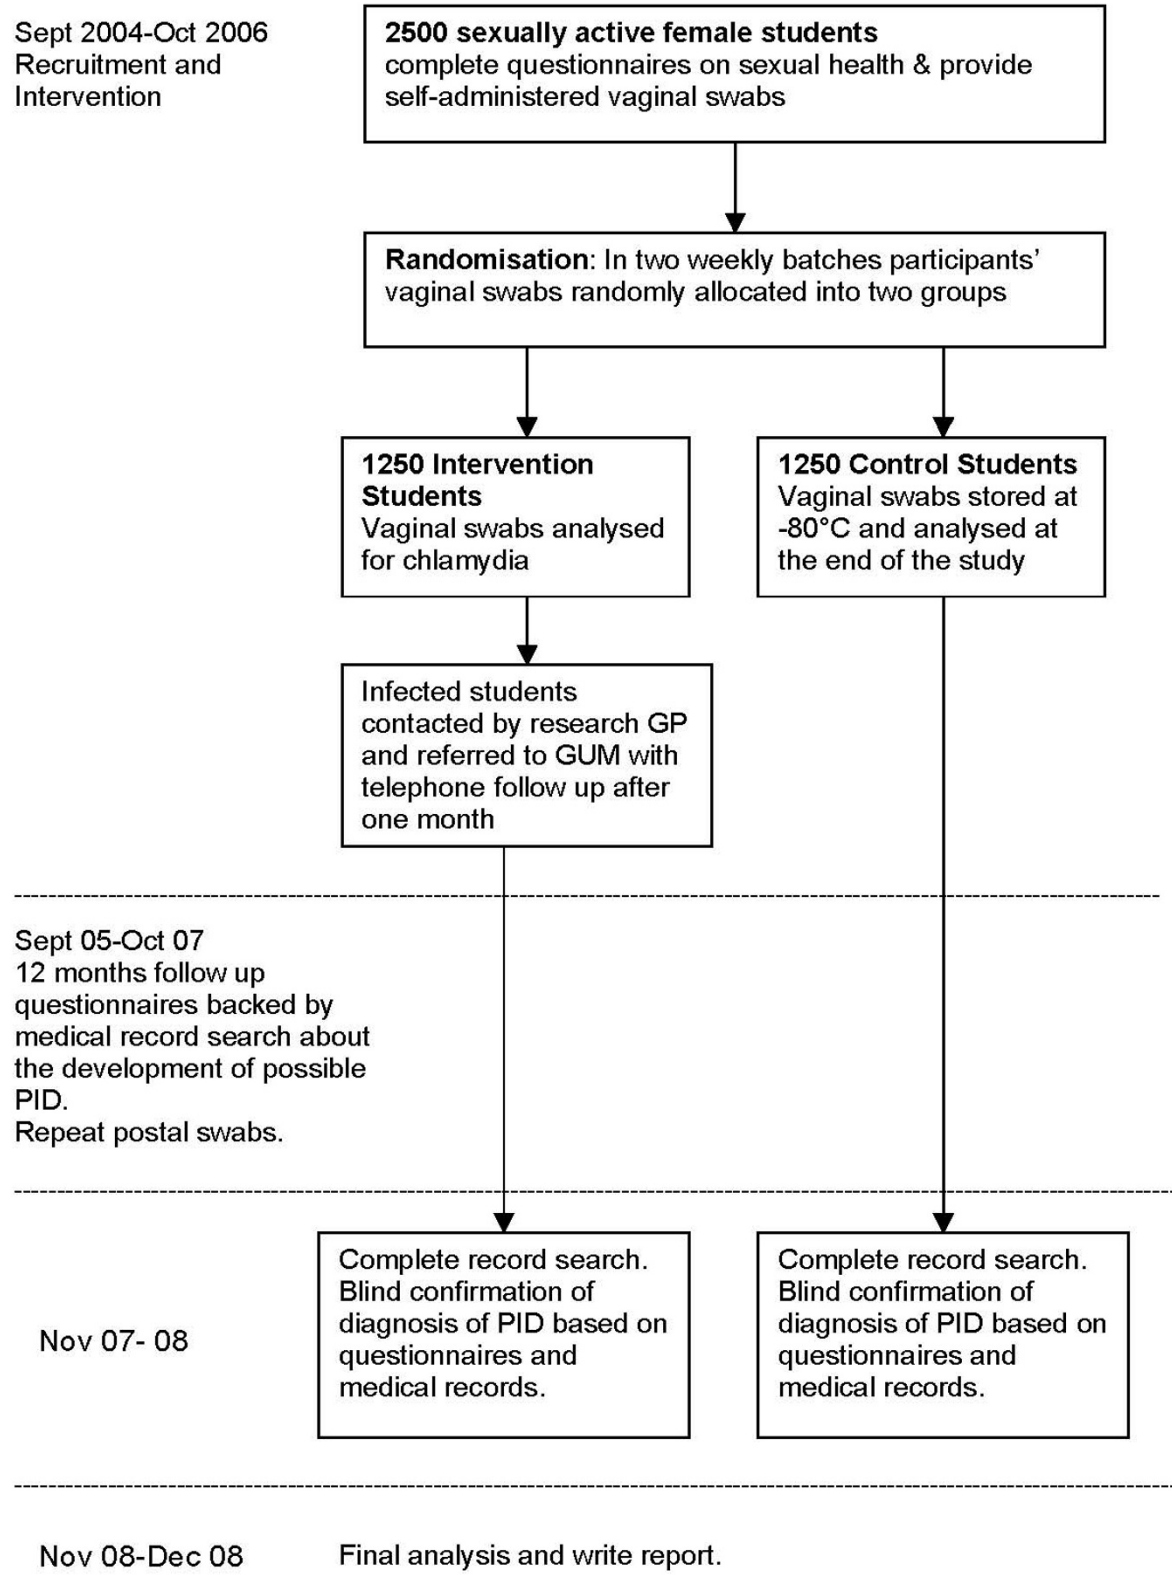 Sept 2004-Oct 2006
Recruitment and
Intervention
2500 sexually active female students
complete questionnaires on sexual health & provide
self-administered vaginal swabs
Randomisation: In two weekly batches participants’
vaginal swabs randomly allocated into two groups
1250 Intervention
Students
Vaginal swabs analysed
for chlamydia
1250 Control Students
Vaginal swabs stored at
-80°C and analysed at
the end of the study
Infected students
contacted by research GP
and referred to GUM with
telephone follow up after
one month
Sept 05-Oct 07
12 months follow up
questionnaires backed by
medical record search about
the development of possible
PID.
Repeat postal swabs.
Nov 07- 08
Complete record search.
Blind confirmation of
diagnosis of PID based on
questionnaires and
medical records.
Complete record search.
Blind confirmation of
diagnosis of PID based on
questionnaires and
medical records.
Nov 08-Dec 08
Final analysis and write report.